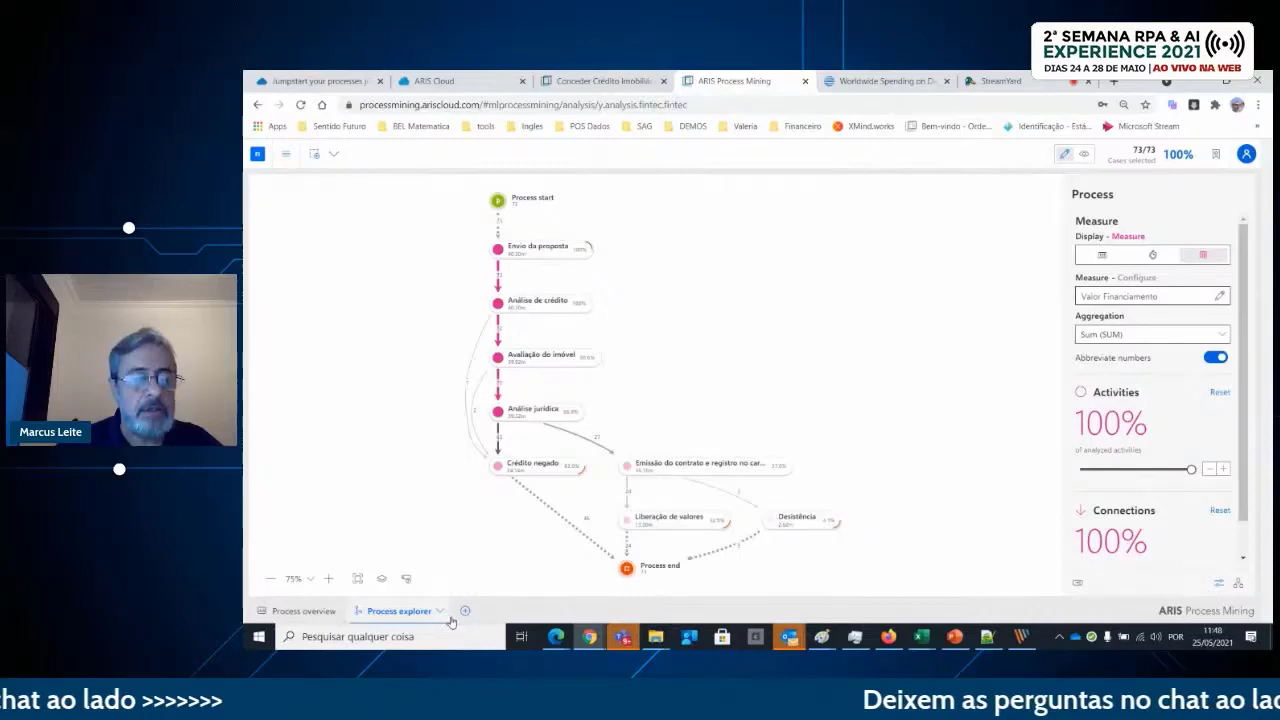 2ª SEMANA RPA & AI
EXPERIENCE 2021
DIAS 24 A 28 DE MAIO | AO VIVO NA WEB
Jumpstart your processes
ARIS Cloud
Conceder Crédito Imobiliá
ARIS Process Mining
Worldwide Spending on Di
StreamYard
processmining.ariscloud.com/#mlprocessmining/analysis/y.analysis.fintec.fintec
Apps
Sentido Futuro
BEL Matematica
tools
Ingles
POS Dados
SAG
DEMOS
Valeria
Financeiro
XMind.works
Bem-vindo - Orde...
Identificação - Está...
Microsoft Stream
73/73
Cases selected
100%
Process
Measure
Display - Measure
Measure - Configure
Valor Financiamento
Aggregation
Sum (SUM)
Abbreviate numbers
Activities
Reset
100%
of analyzed activities
Connections
Reset
100%
Process start
73
Envio da proposta
100%
Análise de crédito
100%
Avaliação do imóvel
Análise jurídica
Crédito negado
Emissão do contrato e registro no car...
Liberação de valores
Desistência
Process end
Marcus Leite
75%
Process overview
Process explorer
ARIS Process Mining
Pesquisar qualquer coisa
POR
11:48
25/05/2021
chat ao lado >>>>>>>
Deixem as perguntas no chat ao lad